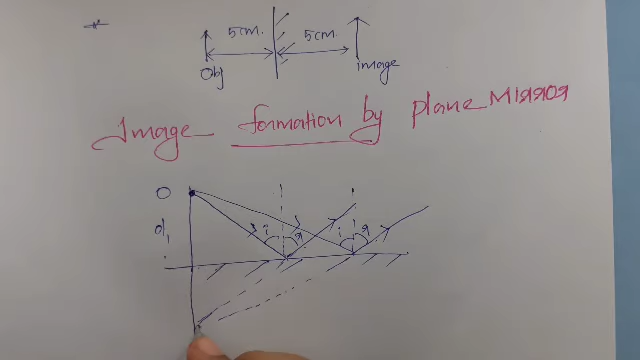 5cm. 5cm.
Obj image
Image formation by plane Mirror
O
d₁
i r i r